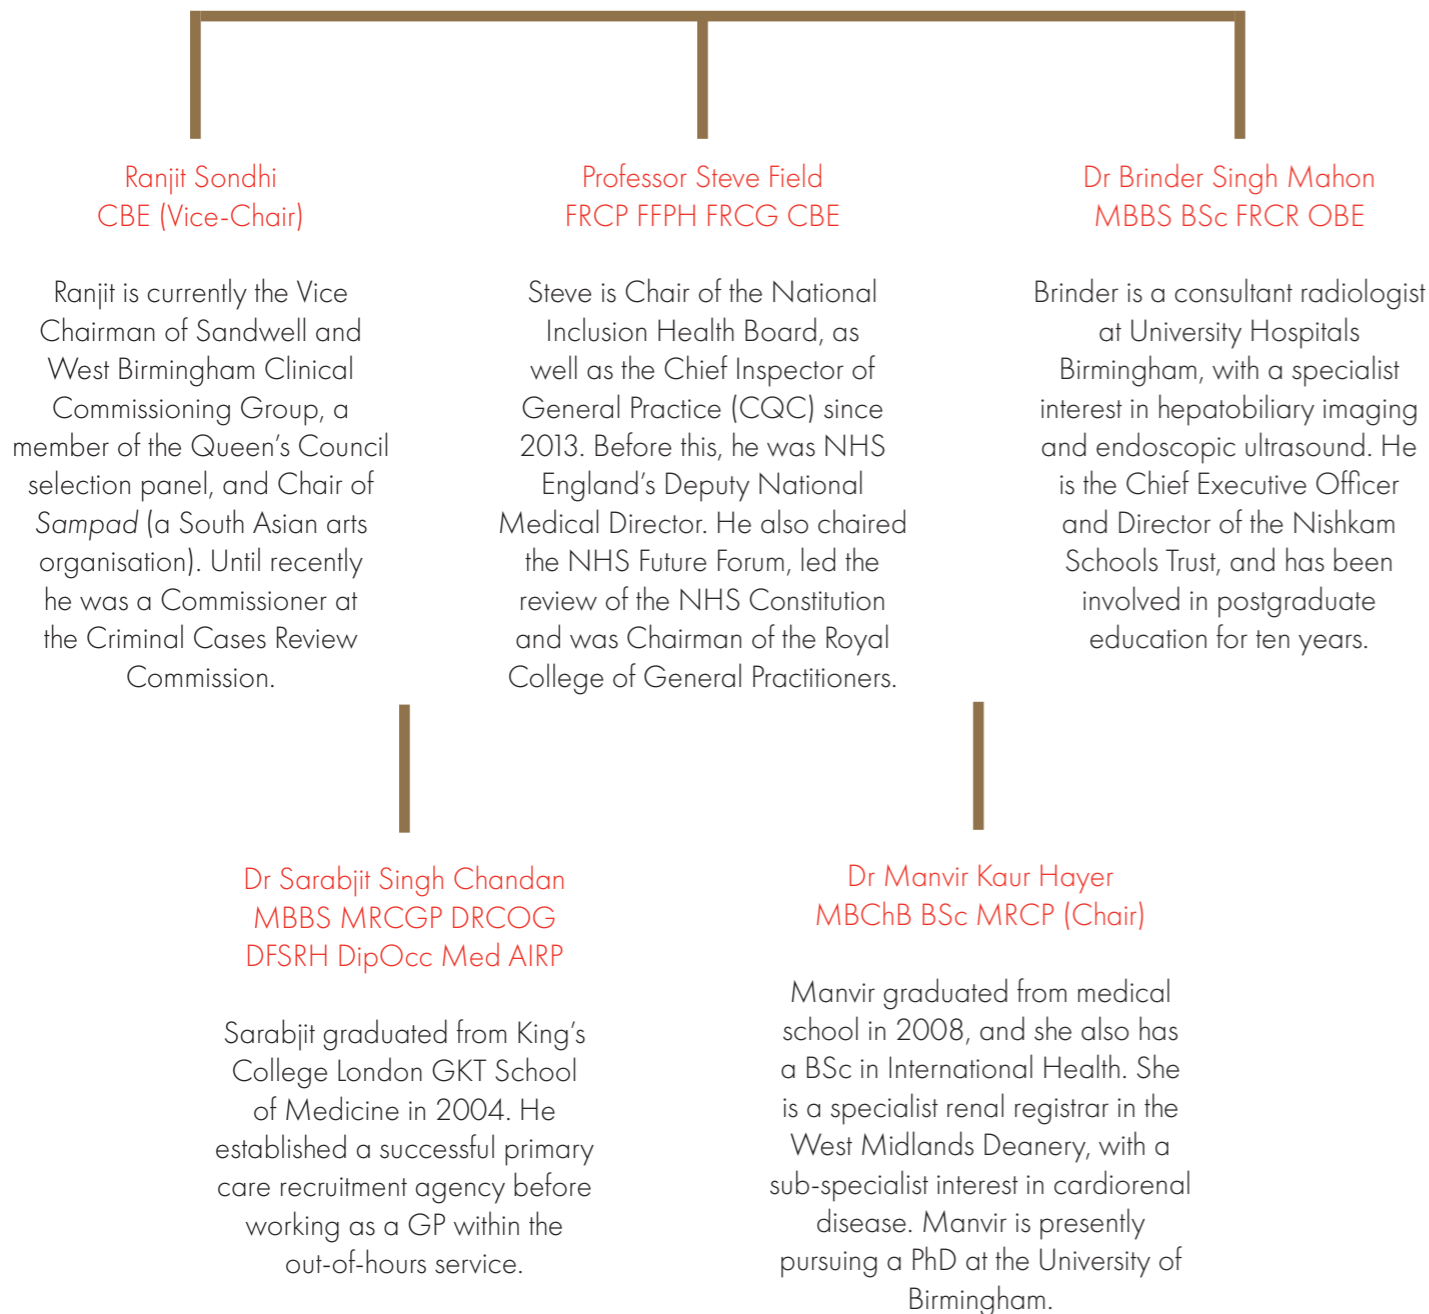 Ranjit Sondhi
CBE (Vice-Chair)
Ranjit is currently the Vice
Chairman of Sandwell and
West Birmingham Clinical
Commissioning Group, a
member of the Queen's Council
selection panel, and Chair of
Sampad (a South Asian arts
organisation). Until recently
he was a Commissioner at
the Criminal Cases Review
Commission.
Professor Steve Field
FRCP FFPH FRCG CBE
Steve is Chair of the National
Inclusion Health Board, as
well as the Chief Inspector of
General Practice (CQC) since
2013. Before this, he was NHS
England's Deputy National
Medical Director. He also chaired
the NHS Future Forum, led the
review of the NHS Constitution
and was Chairman of the Royal
College of General Practitioners.
Dr Brinder Singh Mahon
MBBS BSc FRCR OBE
Brinder is a consultant radiologist
at University Hospitals
Birmingham, with a specialist
interest in hepatobiliary imaging
and endoscopic ultrasound. He
is the Chief Executive Officer
and Director of the Nishkam
Schools Trust, and has been
involved in postgraduate
education for ten years.
Dr Sarabjit Singh Chandan
MBBS MRCGP DRCOG
DFSRH DipOcc Med AIRP
Sarabjit graduated from King's
College London GKT School
of Medicine in 2004. He
established a successful primary
care recruitment agency before
working as a GP within the
out-of-hours service.
Dr Manvir Kaur Hayer
MBChB BSc MRCP (Chair)
Manvir graduated from medical
school in 2008, and she also has
a BSc in International Health. She
is a specialist renal registrar in the
West Midlands Deanery, with a
sub-specialist interest in cardiorenal
disease. Manvir is presently
pursuing a PhD at the University of
Birmingham.